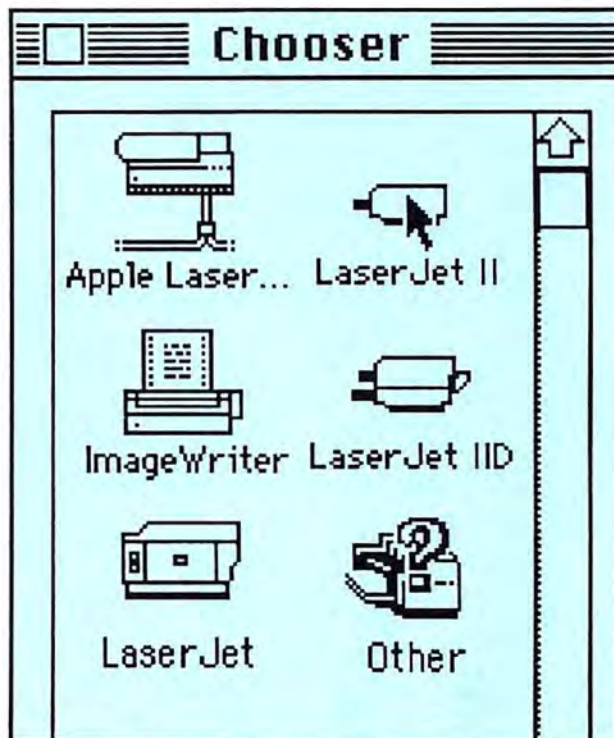 Chooser
Apple Laser... LaserJet II
ImageWriter LaserJet IID
LaserJet Other